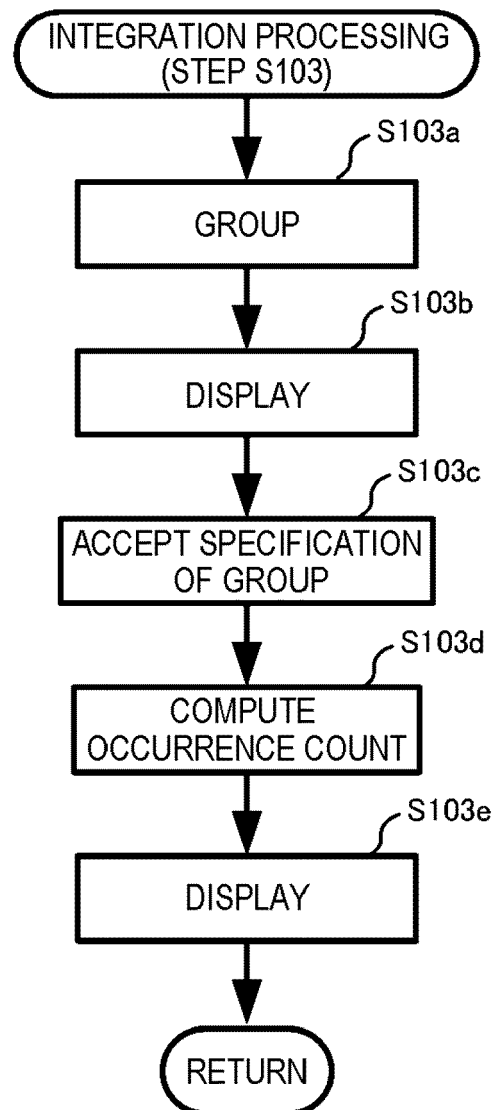 INTEGRATION PROCESSING
(STEP S103)
S103a
GROUP
S103b
DISPLAY
S103c
ACCEPT SPECIFICATION
OF GROUP
S103d
COMPUTE
OCCURRENCE COUNT
S103e
DISPLAY
RETURN